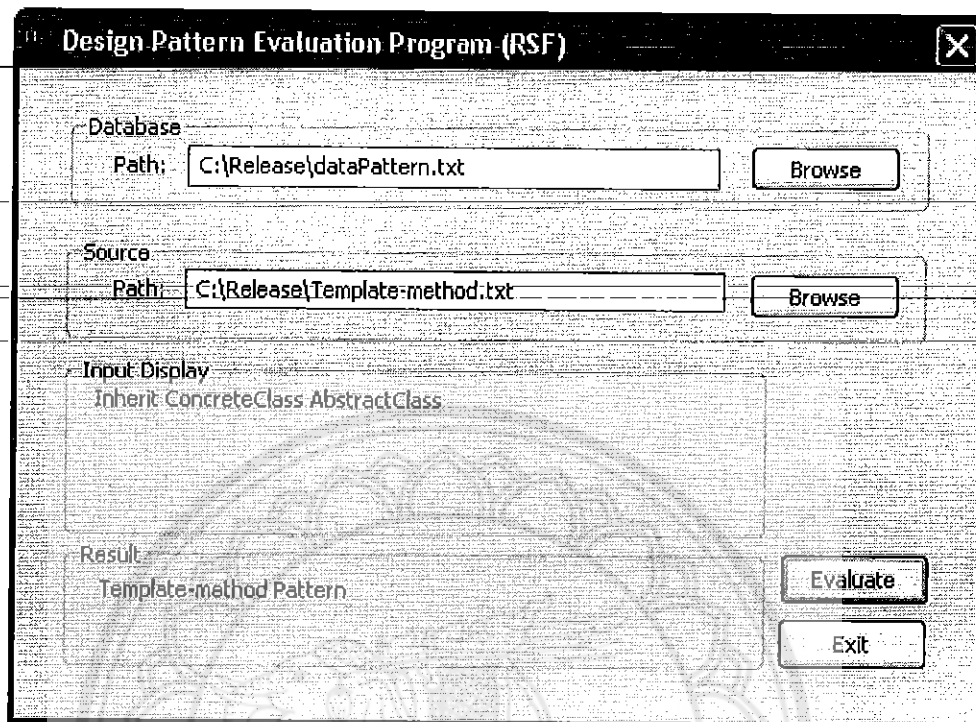 Design Pattern Evaluation Program (RSF)
Database
Path: C:\Release\dataPattern.txt Browse
Source
Path: C:\Release\Template-method.txt Browse
Input Display
Inherit ConcreteClass AbstractClass
Result
Template-method Pattern
Evaluate
Exit